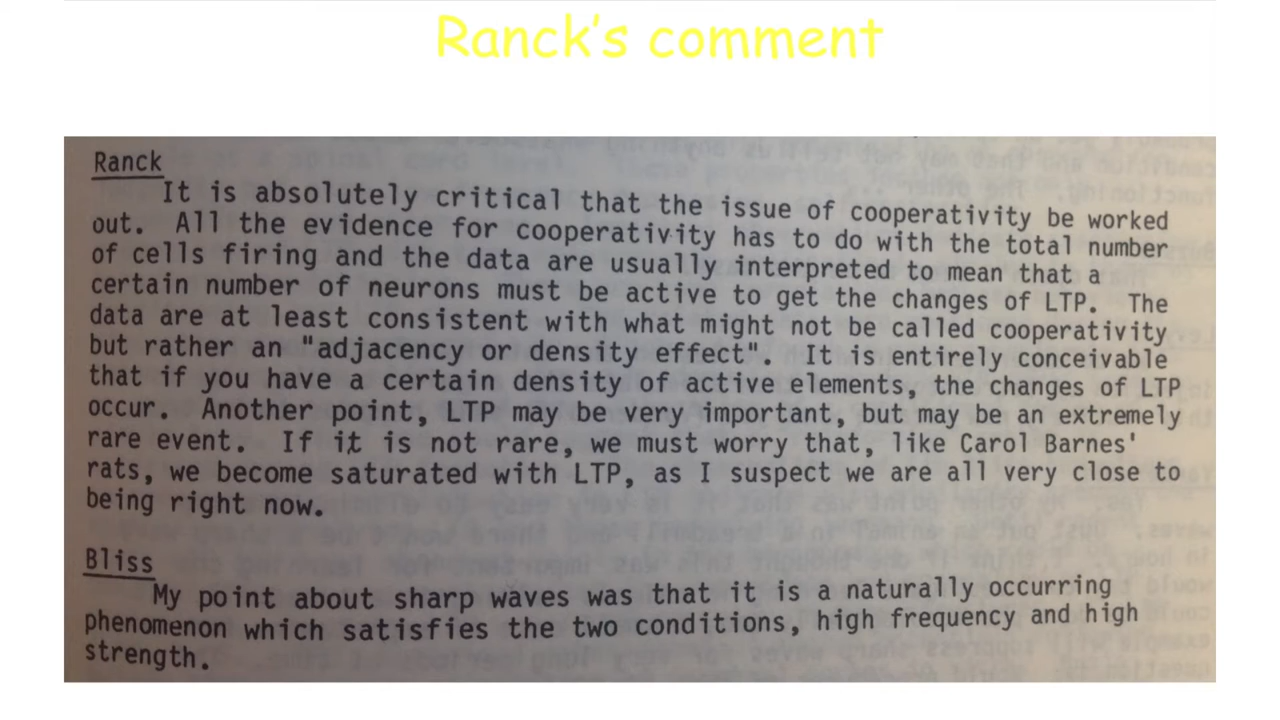 Ranck's comment
Ranck
It is absolutely critical that the issue of cooperativity be worked
out. All the evidence for cooperativity has to do with the total number
of cells firing and the data are usually interpreted to mean that a
certain number of neurons must be active to get the changes of LTP. The
data are at least consistent with what might not be called cooperativity
but rather an "adjacency or density effect". It is entirely conceivable
that if you have a certain density of active elements, the changes of LTP
occur. Another point, LTP may be very important, but may be an extremely
rare event. If it is not rare, we must worry that, like Carol Barnes'
rats, we become saturated with LTP, as I suspect we are all very close to
being right now.
Bliss
My point about sharp waves was that it is a naturally occurring
phenomenon which satisfies the two conditions, high frequency and high
strength.